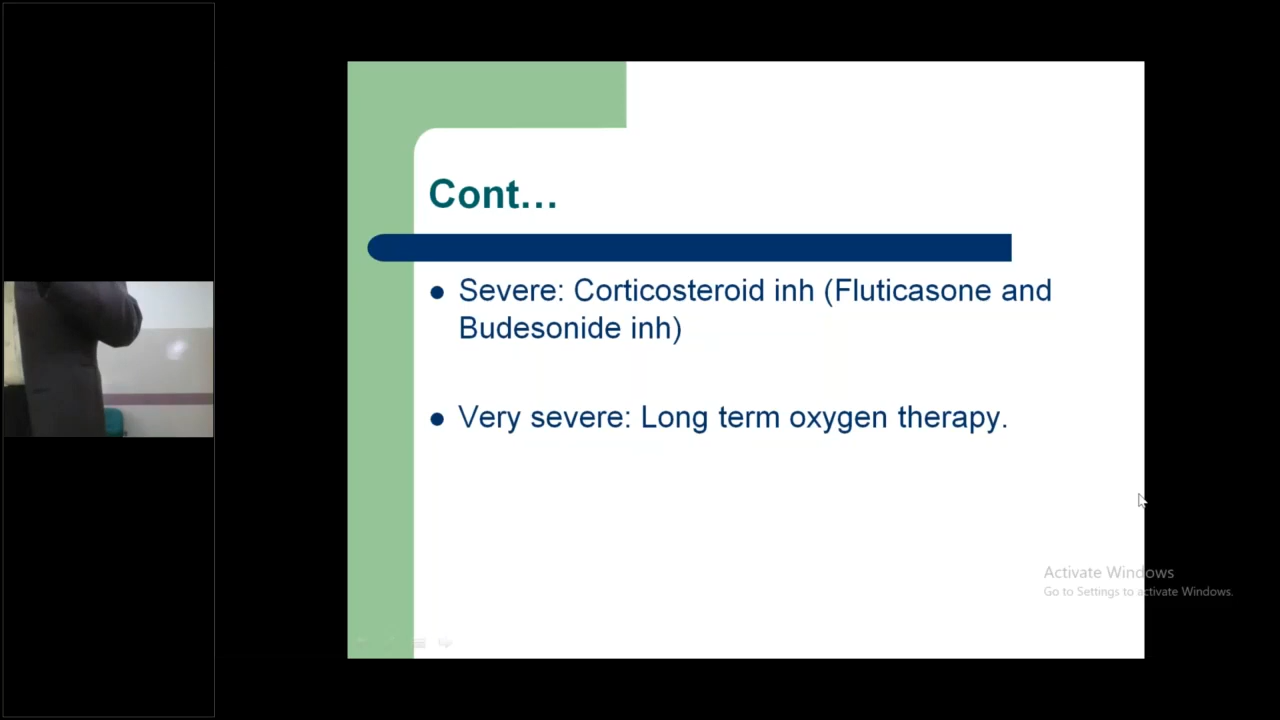 Cont...
● Severe: Corticosteroid inh (Fluticasone and
Budesonide inh)
● Very severe: Long term oxygen therapy.
Activate Windows
Go to Settings to activate Windows.